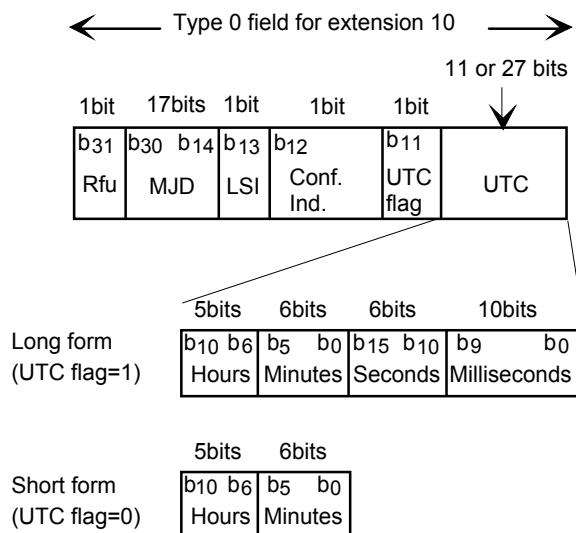 Type 0 field for extension 10
11 or 27 bits
1bit 17bits 1bit 1bit 1bit
b31 b30 b14 b13 b12 b11
Rfu MJD LSI Conf. Ind. UTC flag UTC
5bits 6bits 6bits 10bits
Long form b10 b6 b5 b0 b15 b10 b9 b0
(UTC flag=1) Hours Minutes Seconds Milliseconds
5bits 6bits
Short form b10 b6 b5 b0
(UTC flag=0) Hours Minutes